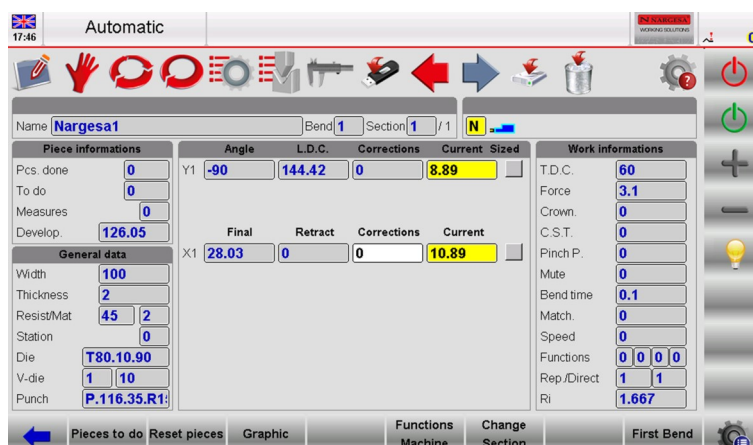 17:46 Automatic
N NARGESA
WORKING SOLUTIONS
Name Nargesa1 Bend 1 Section 1 / 1 N
Piece informations Angle L.D.C. Corrections Current Sized Work informations
Pcs. done 0 Y1 -90 144.42 0 8.89 T.D.C. 60
To do 0 Force 3.1
Measures 0 Crown. 0
Develop. 126.05 Final Retract Corrections Current C.S.T. 0
General data X1 28.03 0 0 10.89 Pinch P. 0
Width 100 Mute 0
Thickness 2 Bend time 0.1
Resist/Mat 45 2 Match. 0
Station 0 Speed 0
Die T80.10.90 Functions 0 0 0 0
V-die 1 10 Rep./Direct 1 1
Punch P.116.35.R1 Ri 1.667
Pieces to do Reset pieces Graphic Functions Machine Change Section First Bend